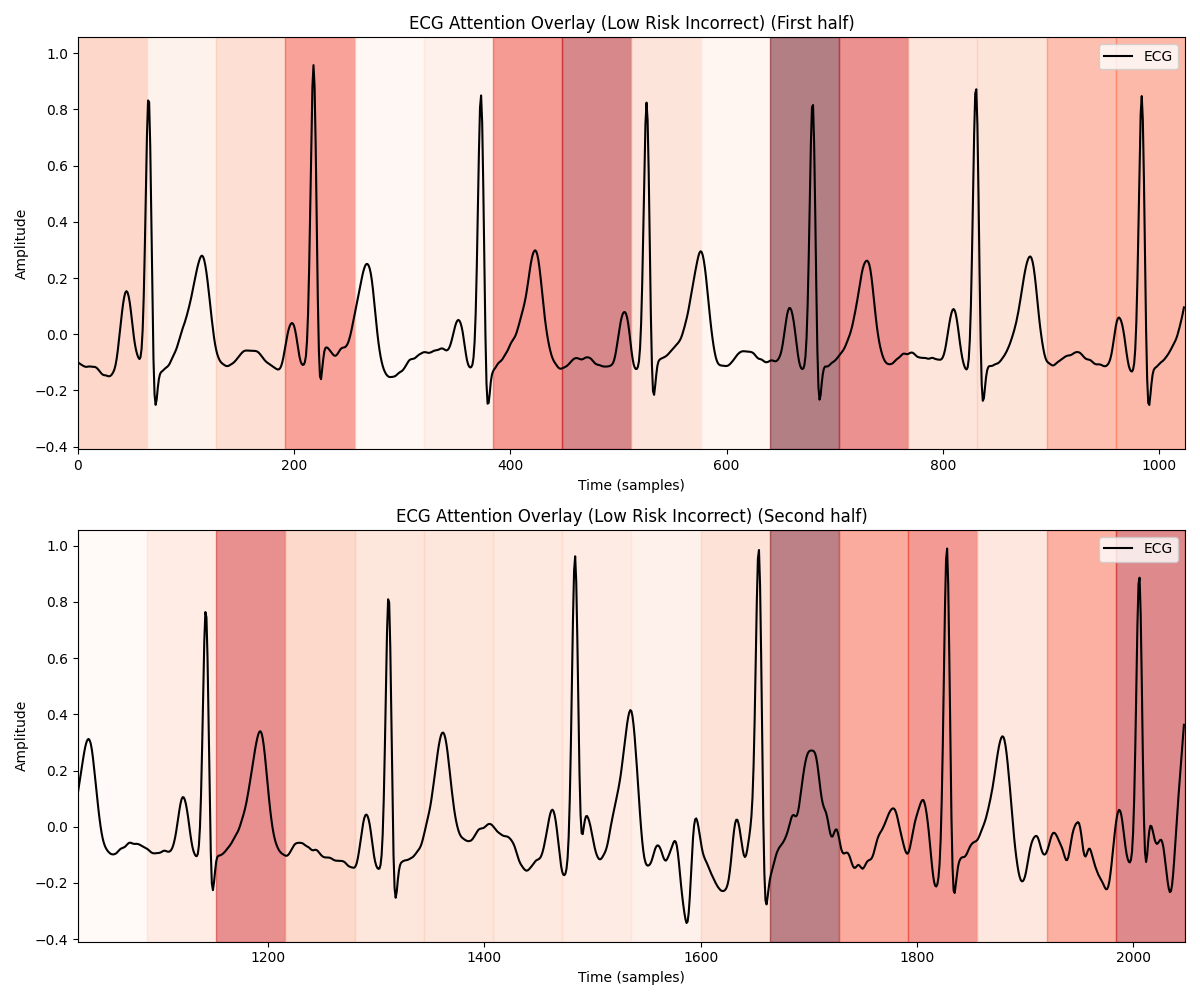 ECG Attention Overlay (Low Risk Incorrect) (First half)
ECG
Amplitude
1.0
0.8
0.6
0.4
0.2
0.0
−0.2
−0.4
0 200 400 600 800 1000
Time (samples)
ECG Attention Overlay (Low Risk Incorrect) (Second half)
ECG
Amplitude
1.0
0.8
0.6
0.4
0.2
0.0
−0.2
−0.4
1200 1400 1600 1800 2000
Time (samples)